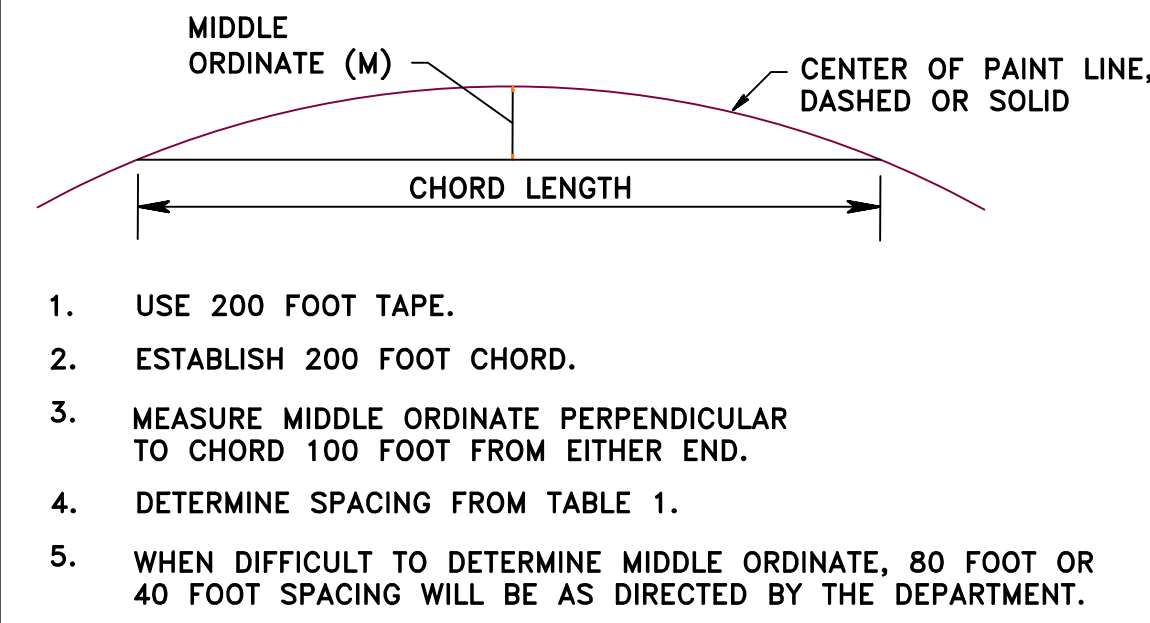 MIDDLE
ORDINATE (M)
CENTER OF PAINT LINE,
DASHED OR SOLID
CHORD LENGTH
1. USE 200 FOOT TAPE.
2. ESTABLISH 200 FOOT CHORD.
3. MEASURE MIDDLE ORDINATE PERPENDICULAR
TO CHORD 100 FOOT FROM EITHER END.
4. DETERMINE SPACING FROM TABLE 1.
5. WHEN DIFFICULT TO DETERMINE MIDDLE ORDINATE, 80 FOOT OR
40 FOOT SPACING WILL BE AS DIRECTED BY THE DEPARTMENT.